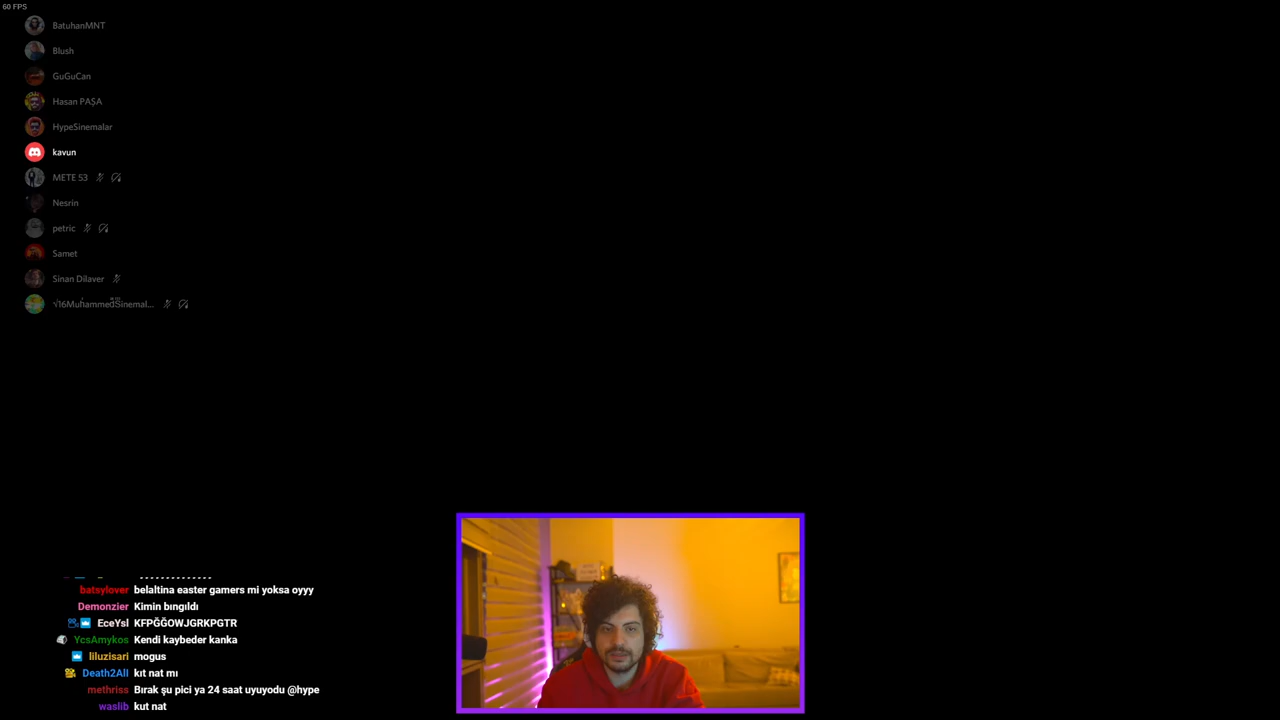 60 FPS
BatuhanMNT
Blush
GuGuCan
Hasan PAŞA
HypeSinemalar
kavun
METE 53
Nesrin
petric
Samet
Sinan Dilaver
batsylover belaltina easter gamers mi yoksa oyyy
Demonzier Kimin bıngıldı
EceYsl KFPĞĞOWJGRKPGTR
YcsAmykos Kendi kaybeder kanka
liluzisari mogus
Death2All kıt nat mı
methriss Bırak şu pici ya 24 saat uyuyodu @hype
waslib kut nat